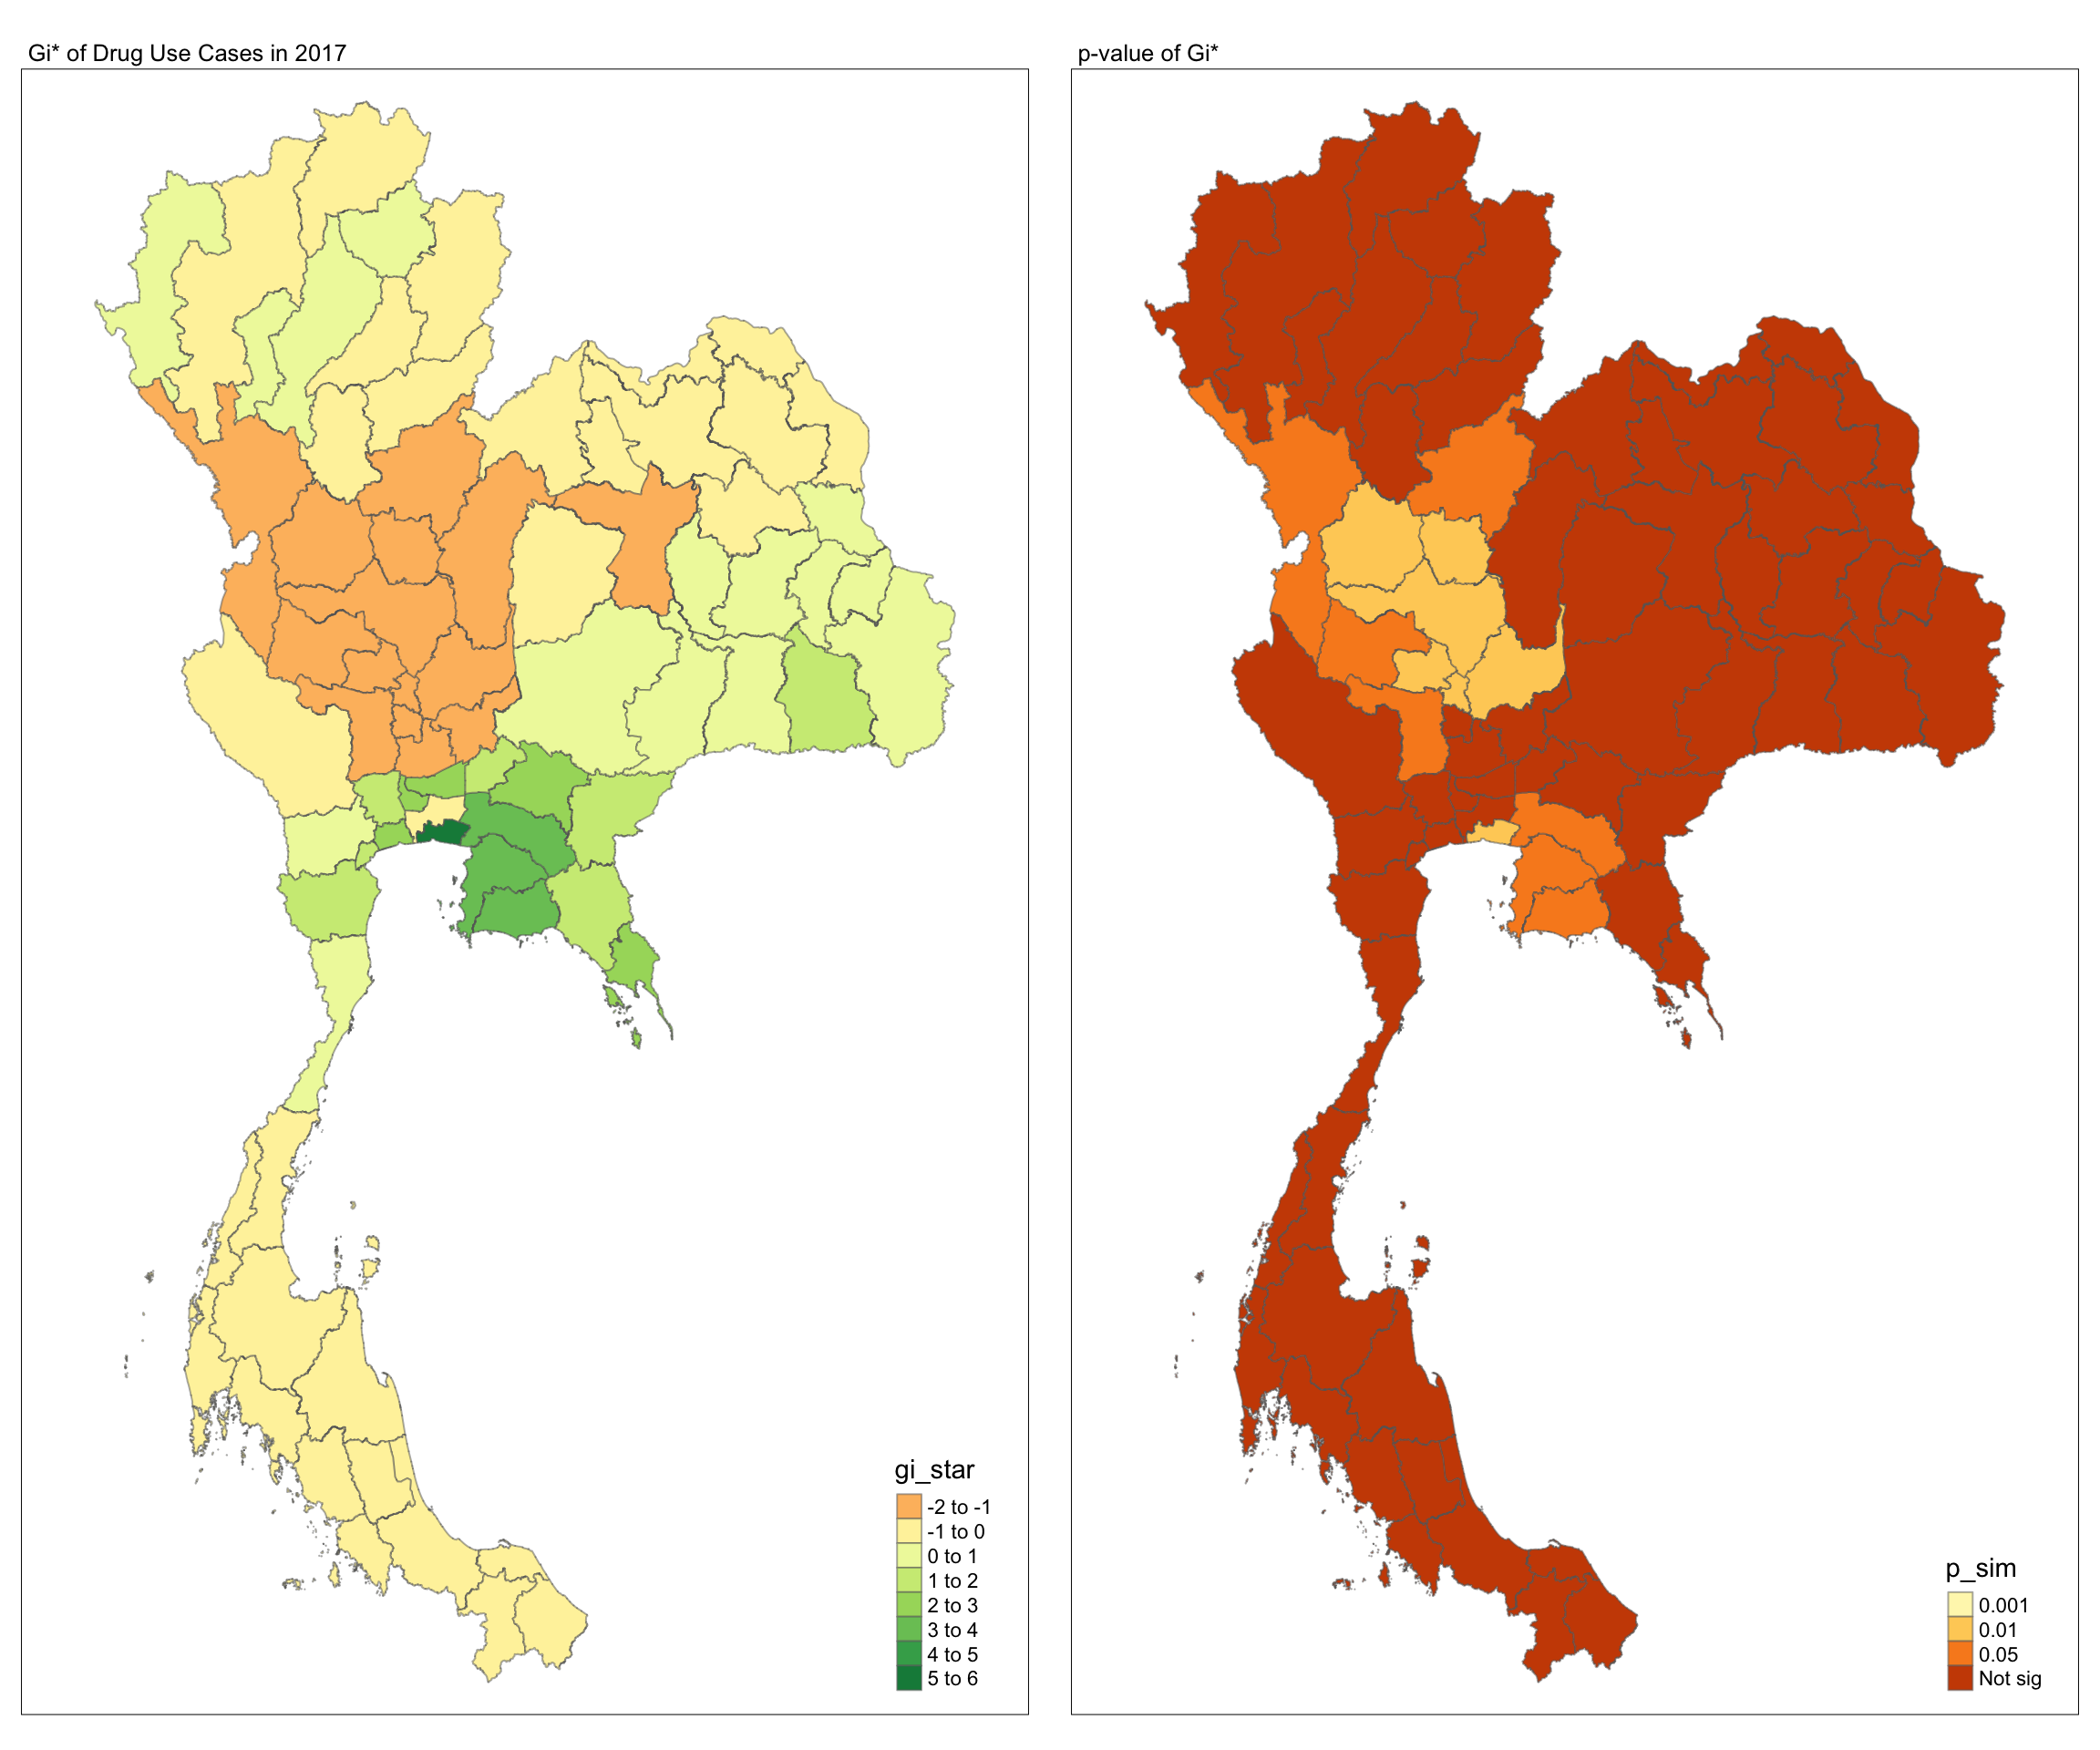 Gi* of Drug Use Cases in 2017
gi_star
-2 to -1
-1 to 0
0 to 1
1 to 2
2 to 3
3 to 4
4 to 5
5 to 6
p-value of Gi*
p_sim
0.001
0.01
0.05
Not sig